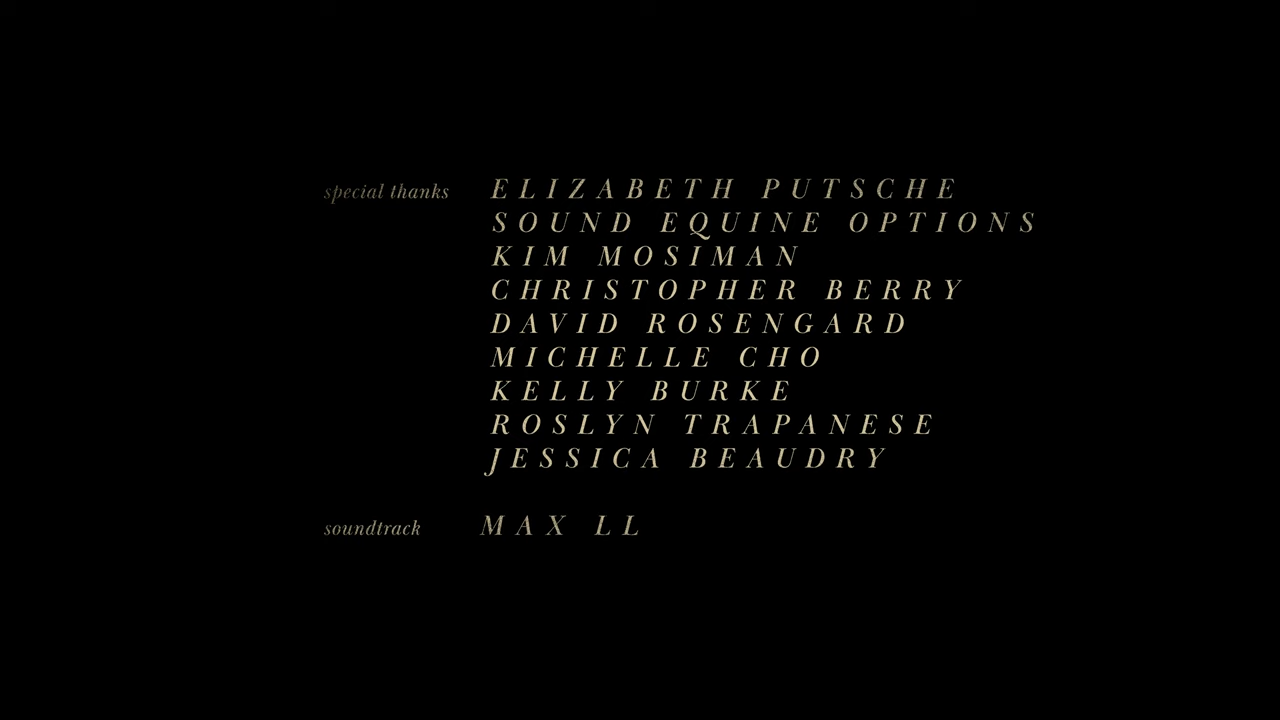 special thanks ELIZABETH PUTSCHE
SOUND EQUINE OPTIONS
KIM MOSIMAN
CHRISTOPHER BERRY
DAVID ROSENGARD
MICHELLE CHO
KELLY BURKE
ROSLYN TRAPANESE
JESSICA BEAUDRY
soundtrack MAX LL